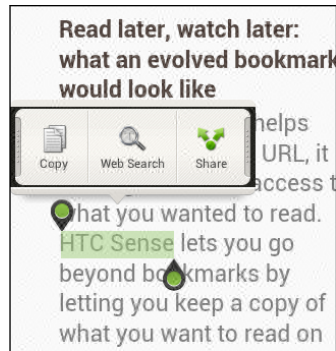 Read later, watch later:
what an evolved bookmark
would look like
helps
Copy
Web Search
Share
URL, it
access t
what you wanted to read.
HTC Sense lets you go
beyond bookmarks by
letting you keep a copy of
what you want to read on